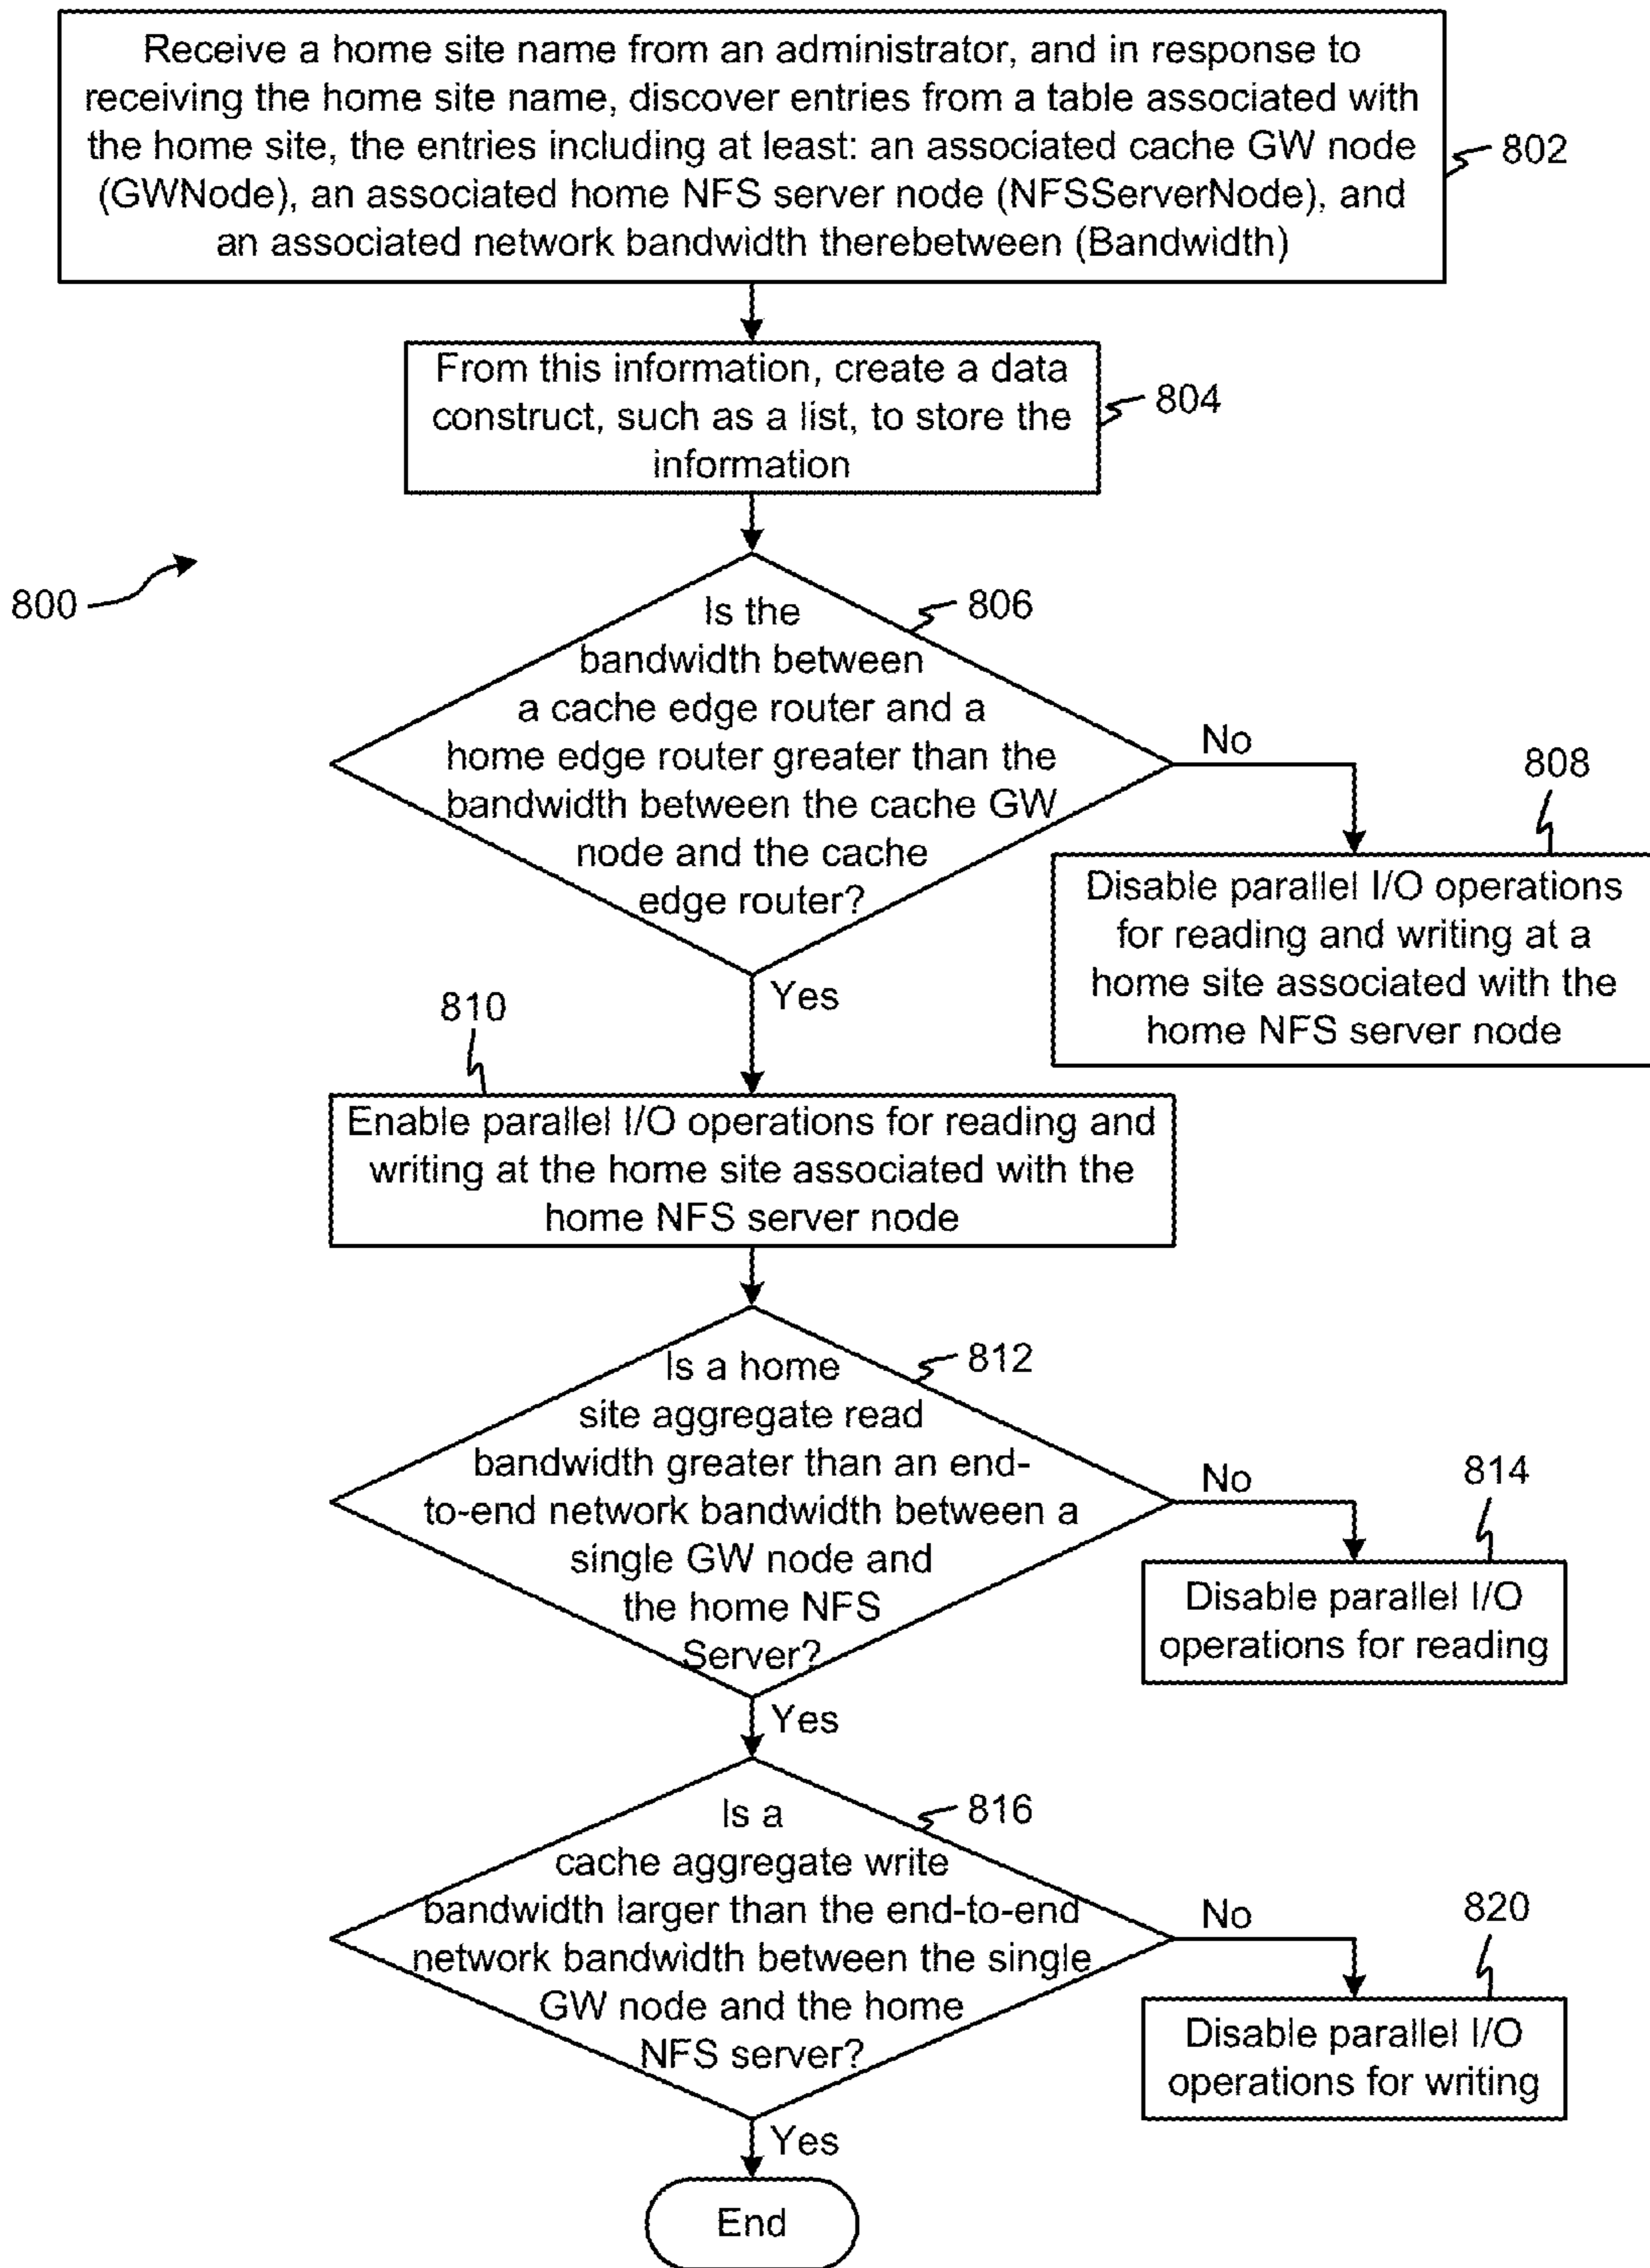 Receive a home site name from an administrator, and in response to
receiving the home site name, discover entries from a table associated with
the home site, the entries including at least: an associated cache GW node
(GWNode), an associated home NFS server node (NFSServerNode), and
an associated network bandwidth therebetween (Bandwidth)
802
From this information, create a data
construct, such as a list, to store the
information
804
800
Is the
bandwidth between
a cache edge router and a
home edge router greater than the
bandwidth between the cache GW
node and the cache
edge router?
806
No
808
Disable parallel I/O operations
for reading and writing at a
home site associated with the
home NFS server node
Yes
810
Enable parallel I/O operations for reading and
writing at the home site associated with the
home NFS server node
Is a home
site aggregate read
bandwidth greater than an end-
to-end network bandwidth between a
single GW node and
the home NFS
Server?
812
No
814
Disable parallel I/O
operations for reading
Yes
Is a
cache aggregate write
bandwidth larger than the end-to-end
network bandwidth between the single
GW node and the home
NFS server?
816
No
820
Disable parallel I/O
operations for writing
Yes
End